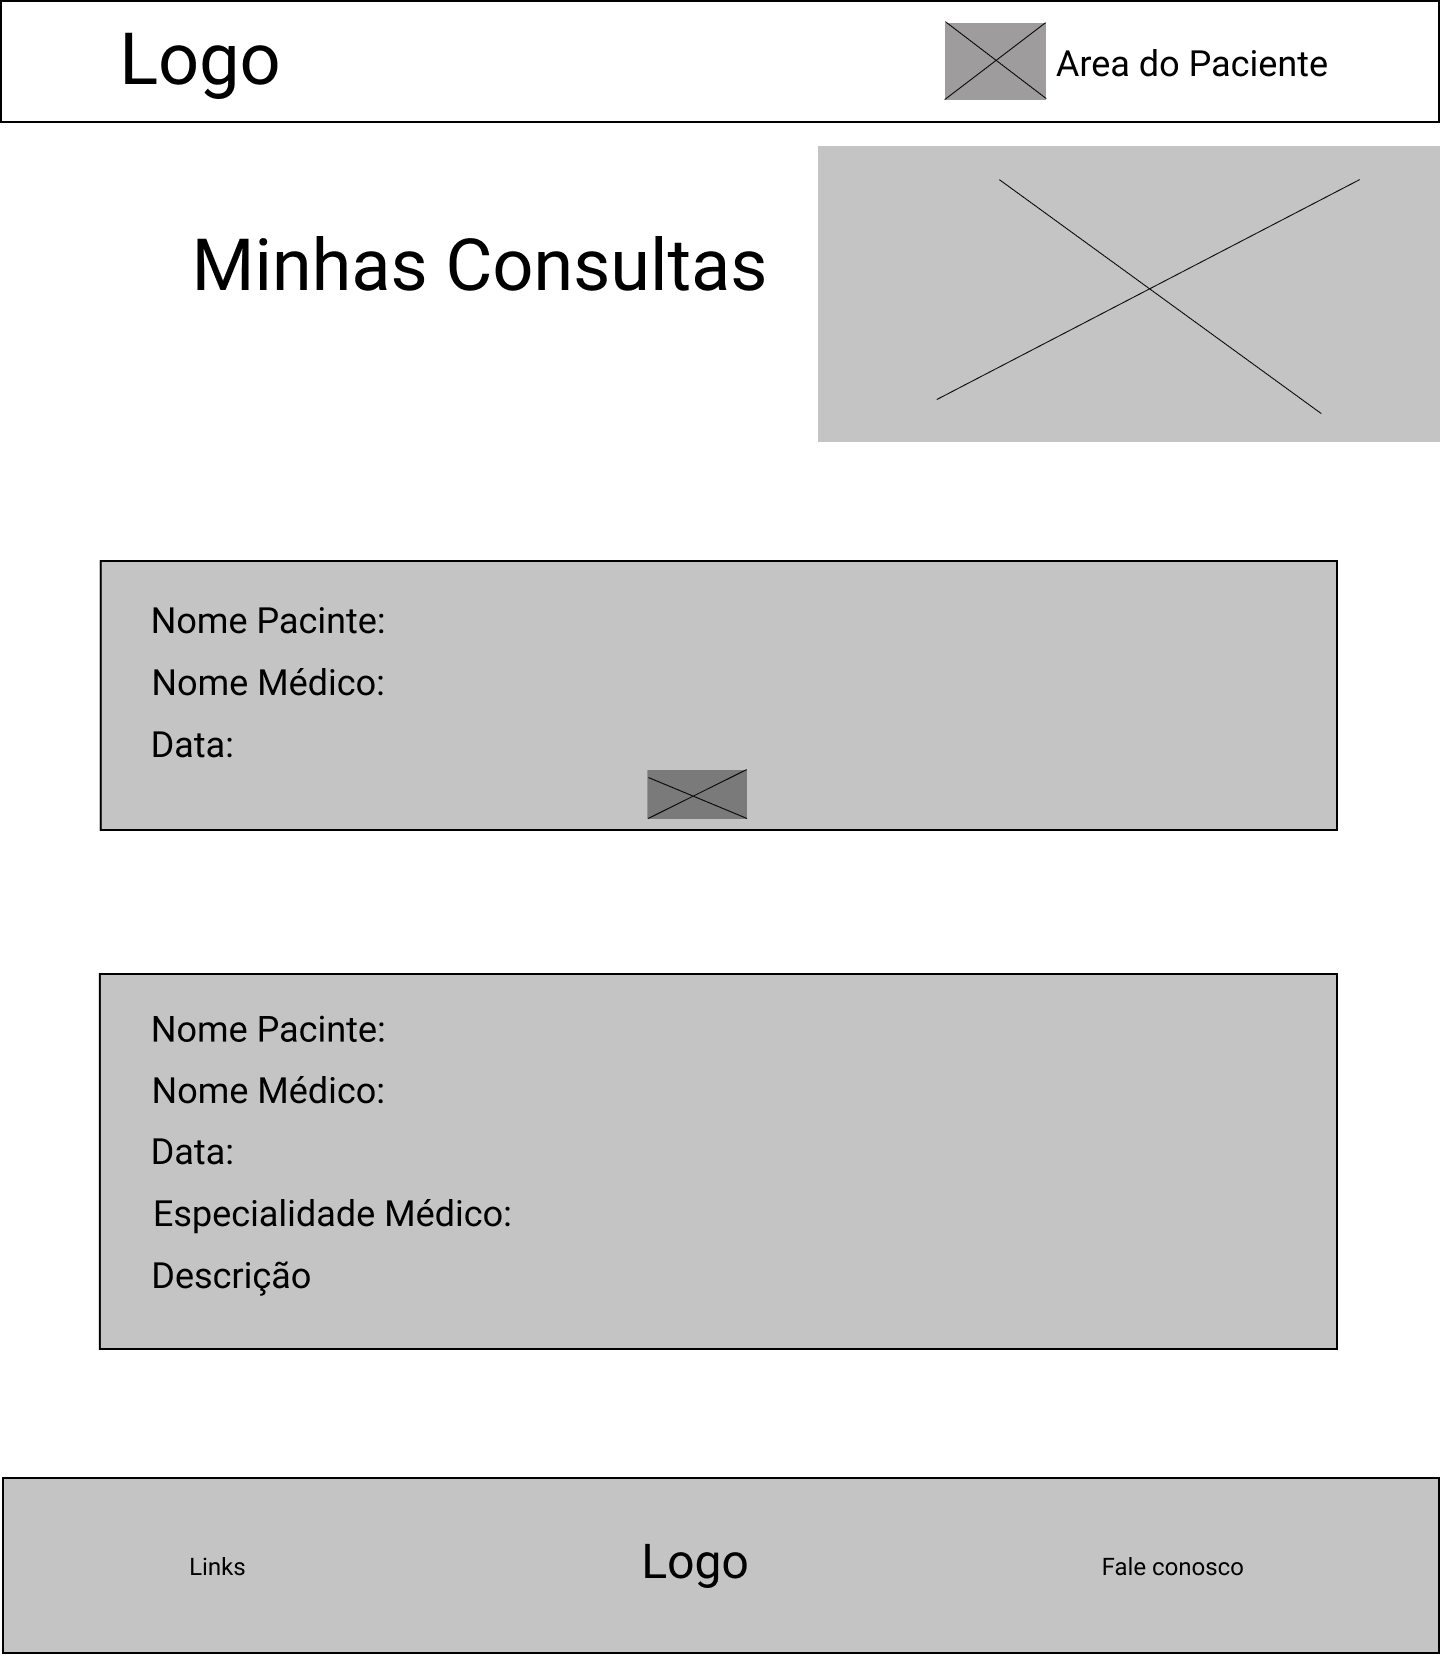 Logo
Area do Paciente
Minhas Consultas
Nome Pacinte:
Nome Médico:
Data:
Nome Pacinte:
Nome Médico:
Data:
Especialidade Médico:
Descrição
Links
Logo
Fale conosco